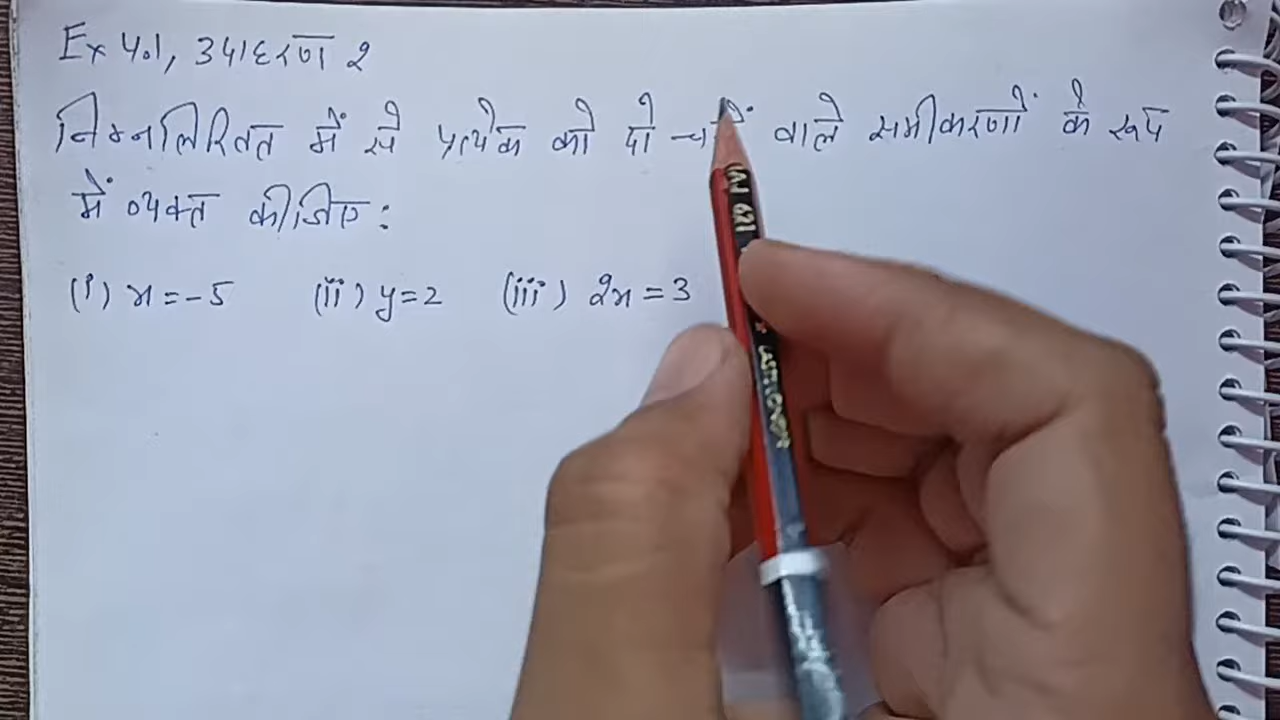 Ex 4.1, उदाहरण 2
निम्नलिखित में से प्रत्येक को दो वाले समीकरणों के रूप
में व्यक्त कीजिए:
(i) x = -5 (ii) y = 2 (iii) 2x = 3